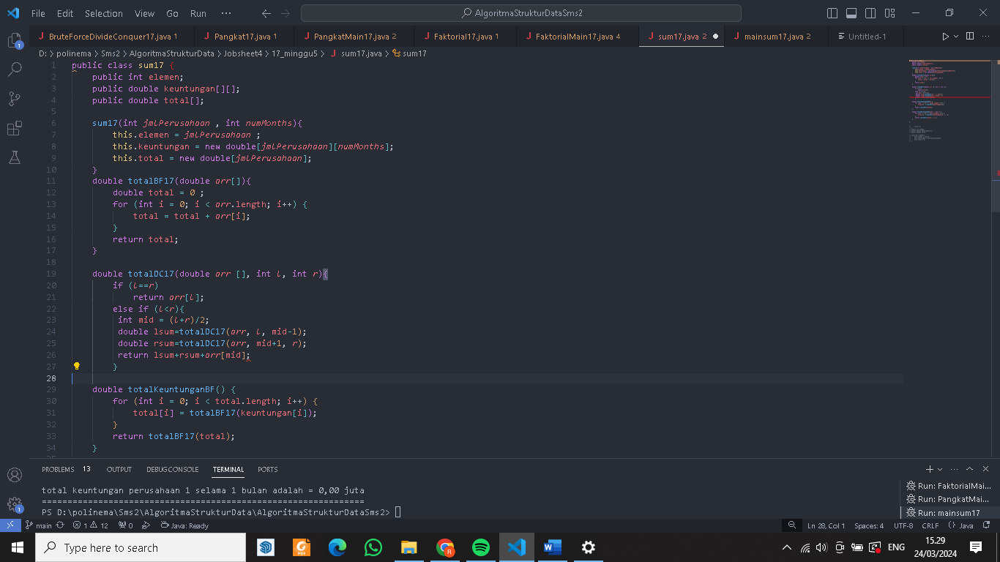 File Edit Selection View Go Run ··· AlgoritmaStrukturDataSms2
BruteForceDivideConquer17.java 1 Pangkat17.java 1 PangkatMain17.java 2 Faktorial17.java 1 FaktorialMain17.java 4 sum17.java 2 mainsum17.java 2 Untitled-1
D: > polinema > Sms2 > AlgoritmaStrukturData > Jobsheet4 > 17_minggu5 > J sum17.java > sum17
1 public class sum17 {
2 public int elemen;
3 public double keuntungan[][];
4 public double total[];
5
6 sum17(int jmlPerusahaan , int numMonths){
7 this.elemen = jmlPerusahaan ;
8 this.keuntungan = new double[jmlPerusahaan][numMonths];
9 this.total = new double[jmlPerusahaan];
10 }
11 double totalBF17(double arr[]){
12 double total = 0 ;
13 for (int i = 0; i < arr.length; i++) {
14 total = total + arr[i];
15 }
16 return total;
17 }
18
19 double totalDC17(double arr [], int l, int r){
20 if (l==r)
21 return arr[l];
22 else if (l<r){
23 int mid = (l+r)/2;
24 double lsum=totalDC17(arr, l, mid-1);
25 double rsum=totalDC17(arr, mid+1, r);
26 return lsum+rsum+arr[mid];
27 }
28
29 double totalKeuntunganBF() {
30 for (int i = 0; i < total.length; i++) {
31 total[i] = totalBF17(keuntungan[i]);
32 }
33 return totalBF17(total);
34 }
PROBLEMS 13 OUTPUT DEBUG CONSOLE TERMINAL PORTS
total keuntungan perusahaan 1 selama 1 bulan adalah = 0,00 juta
===============================================================
PS D:\polinema\Sms2\AlgoritmaStrukturData\AlgoritmaStrukturDataSms2>
Run: FaktorialMai...
Run: PangkatMai...
Run: mainsum17
main 1 12 0 Java: Ready Ln 28, Col 1 Spaces: 4 UTF-8 CRLF {} Java
Type here to search ENG 15.29
24/03/2024